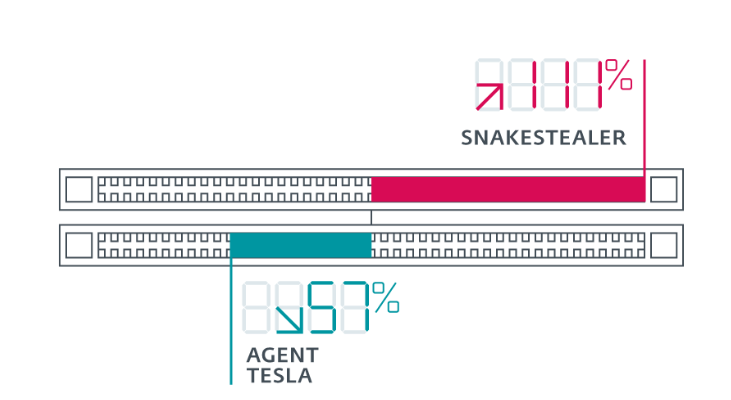 111%
SNAKESTEALER
57%
AGENT
TESLA